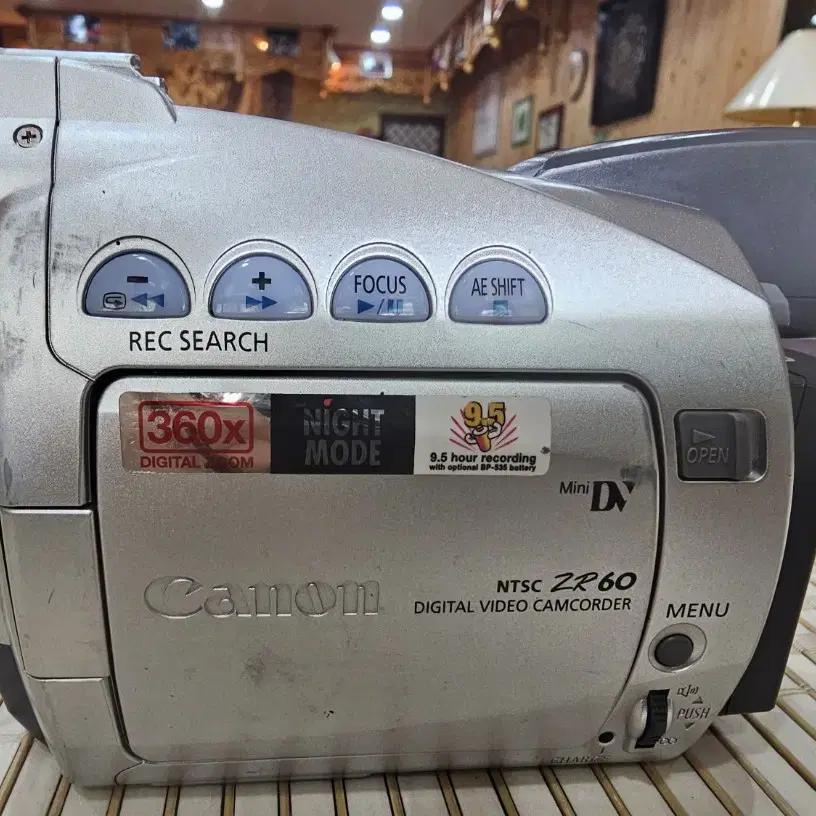 FOCUS
AE SHIFT
REC SEARCH
360x
DIGITAL ZOOM
NiGHT
MODE
9.5
9.5 hour recording
with optional BP-535 battery
OPEN
Mini DV
Canon
NTSC ZR60
DIGITAL VIDEO CAMCORDER
MENU
PUSH
CHARGE